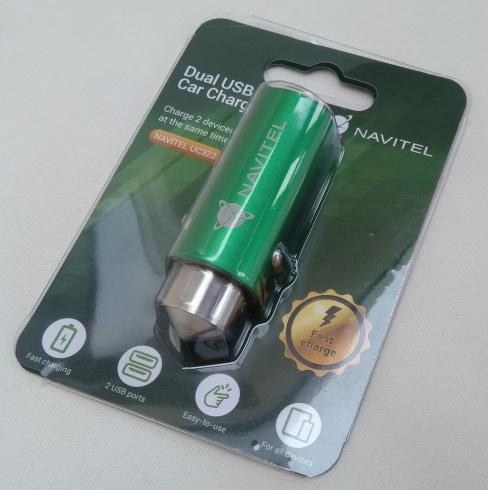 Dual USB
Car Charg
NAVITEL
Charge 2 devices
at the same time
NAVITEL UC322
NAVITEL
Fast
charge
Fast charging
2 USB ports
Easy-to-use
For all devices